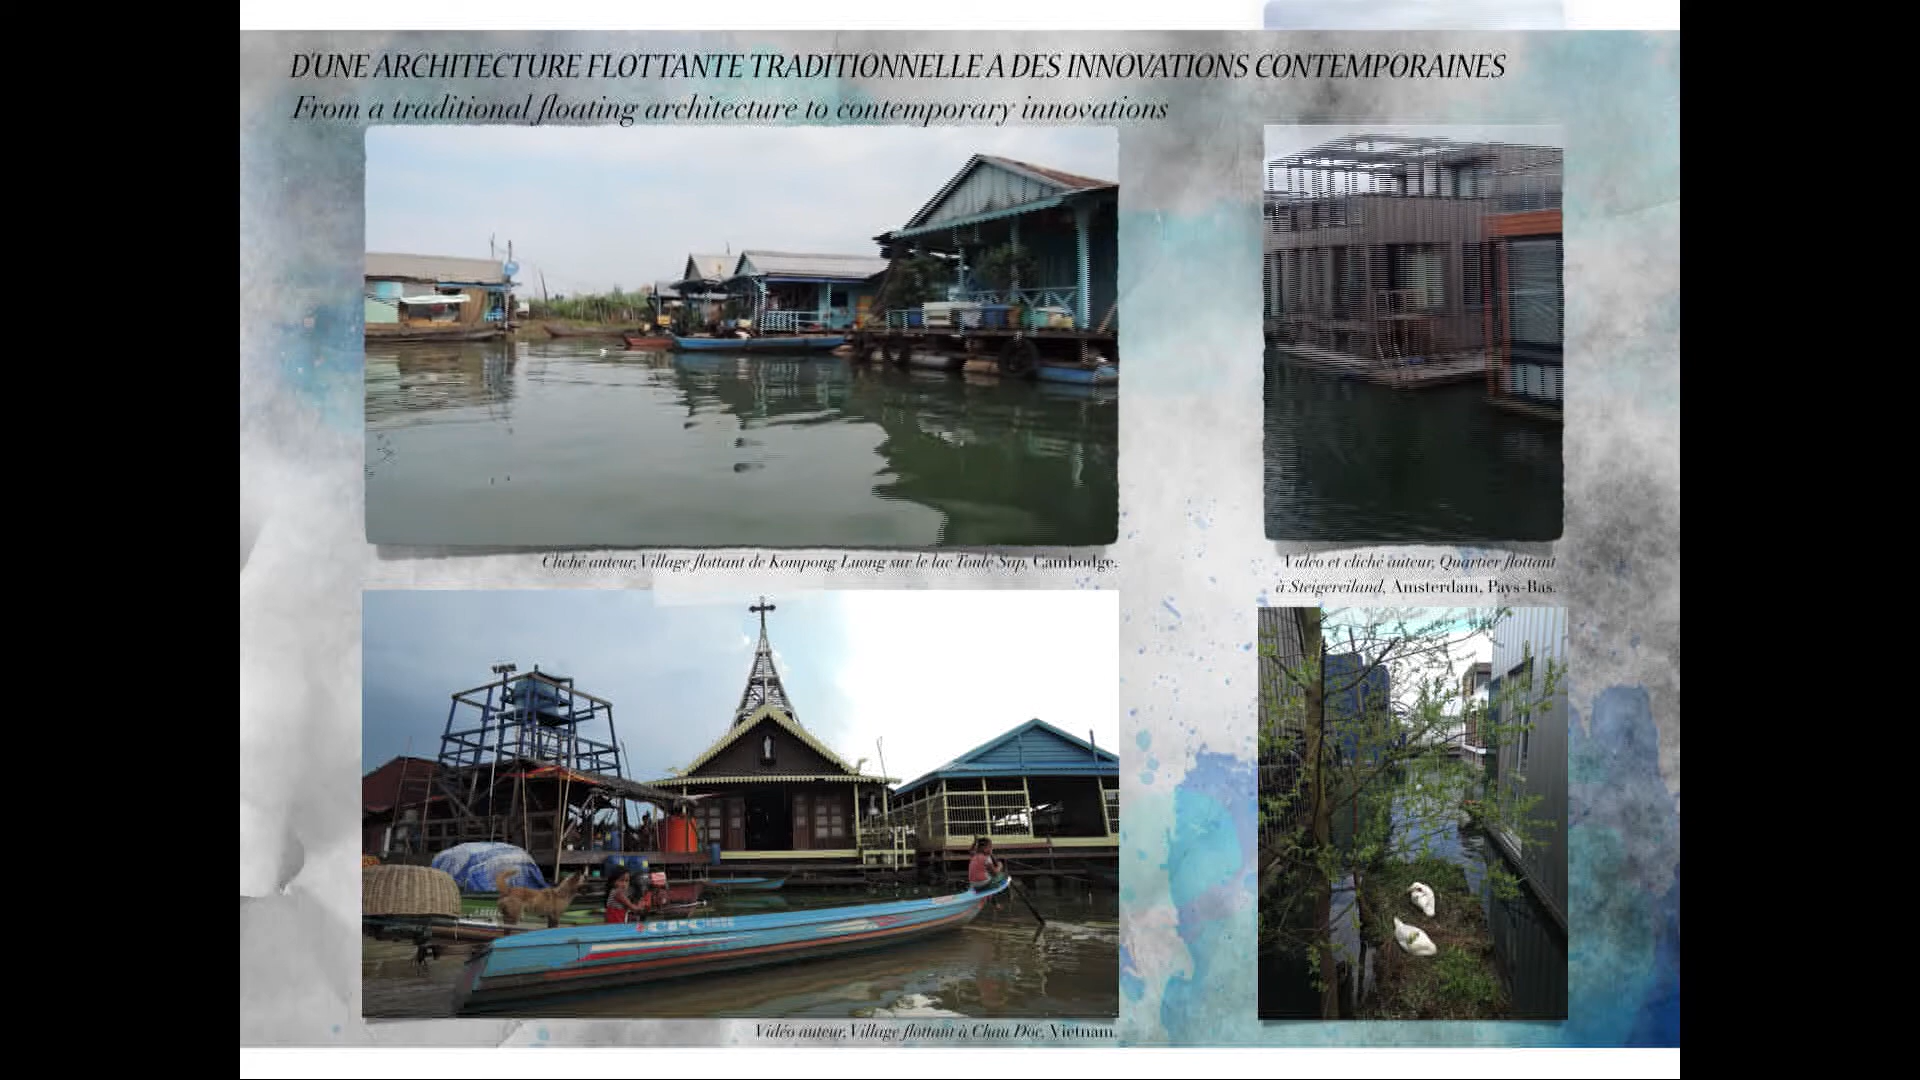 D'UNE ARCHITECTURE FLOTTANTE TRADITIONNELLE A DES INNOVATIONS CONTEMPORAINES
From a traditional floating architecture to contemporary innovations
Cliché auteur, Village flottant de Kompong Luong sur le lac Tonlé Sap, Cambodge.
Vidéo et cliché auteur, Quartier flottant
à Steigereiland, Amsterdam, Pays-Bas.
Vidéo auteur, Village flottant à Chau Doc, Vietnam.